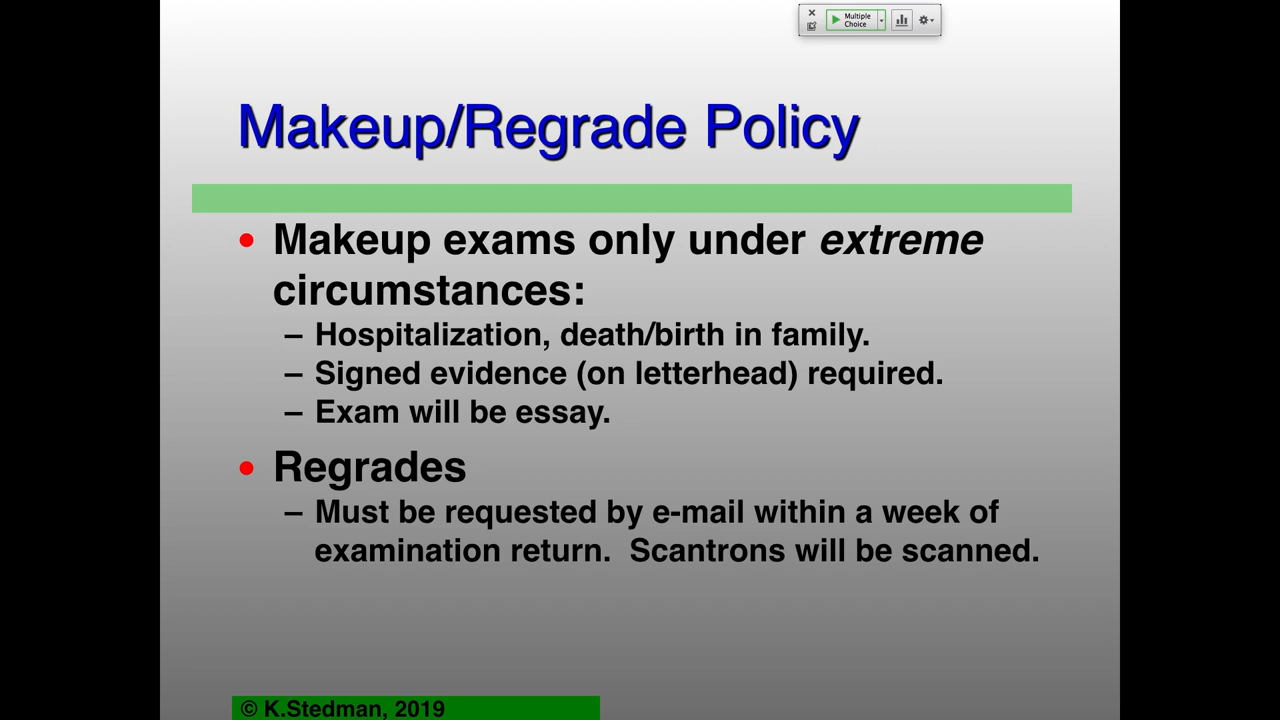 Multiple
Choice
Makeup/Regrade Policy
• Makeup exams only under extreme
circumstances:
– Hospitalization, death/birth in family.
– Signed evidence (on letterhead) required.
– Exam will be essay.
• Regrades
– Must be requested by e-mail within a week of
examination return.  Scantrons will be scanned.
© K.Stedman, 2019